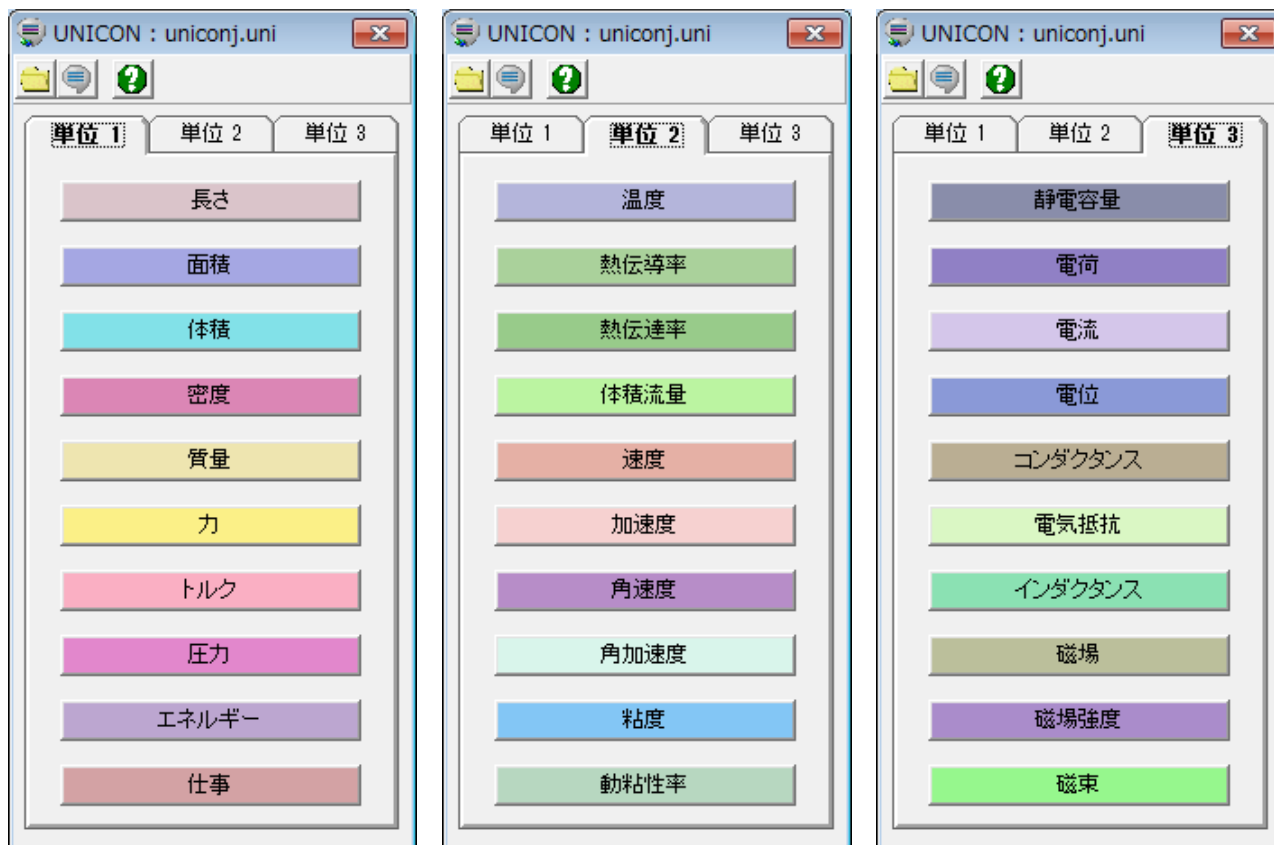 UNICON : uniconj.uni
単位 1 単位 2 単位 3
長さ
面積
体積
密度
質量
力
トルク
圧力
エネルギー
仕事
UNICON : uniconj.uni
単位 1 単位 2 単位 3
温度
熱伝導率
熱伝達率
体積流量
速度
加速度
角速度
角加速度
粘度
動粘性率
UNICON : uniconj.uni
単位 1 単位 2 単位 3
静電容量
電荷
電流
電位
コンダクタンス
電気抵抗
インダクタンス
磁場
磁場強度
磁束